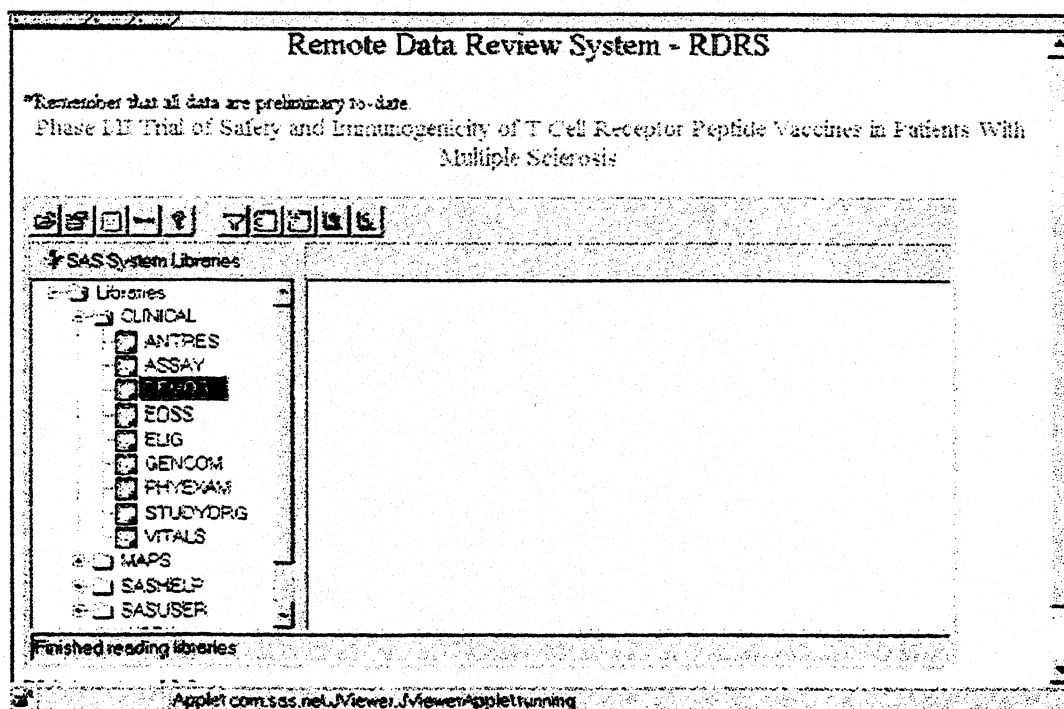 Remote Data Review System - RDRS
*Remember that all data are preliminary to-date.
Phase I/II Trial of Safety and Immunogenicity of T Cell Receptor Peptide Vaccines in Patients With
Multiple Sclerosis
SAS System Libraries
Libraries
CLINICAL
ANTRES
ASSAY
EDSS
ELIG
GENCOM
PHYEXAM
STUDYDRG
VITALS
MAPS
SASHELP
SASUSER
Finished reading libraries
Applet com.sas.net.JViewer.JViewerApplet running